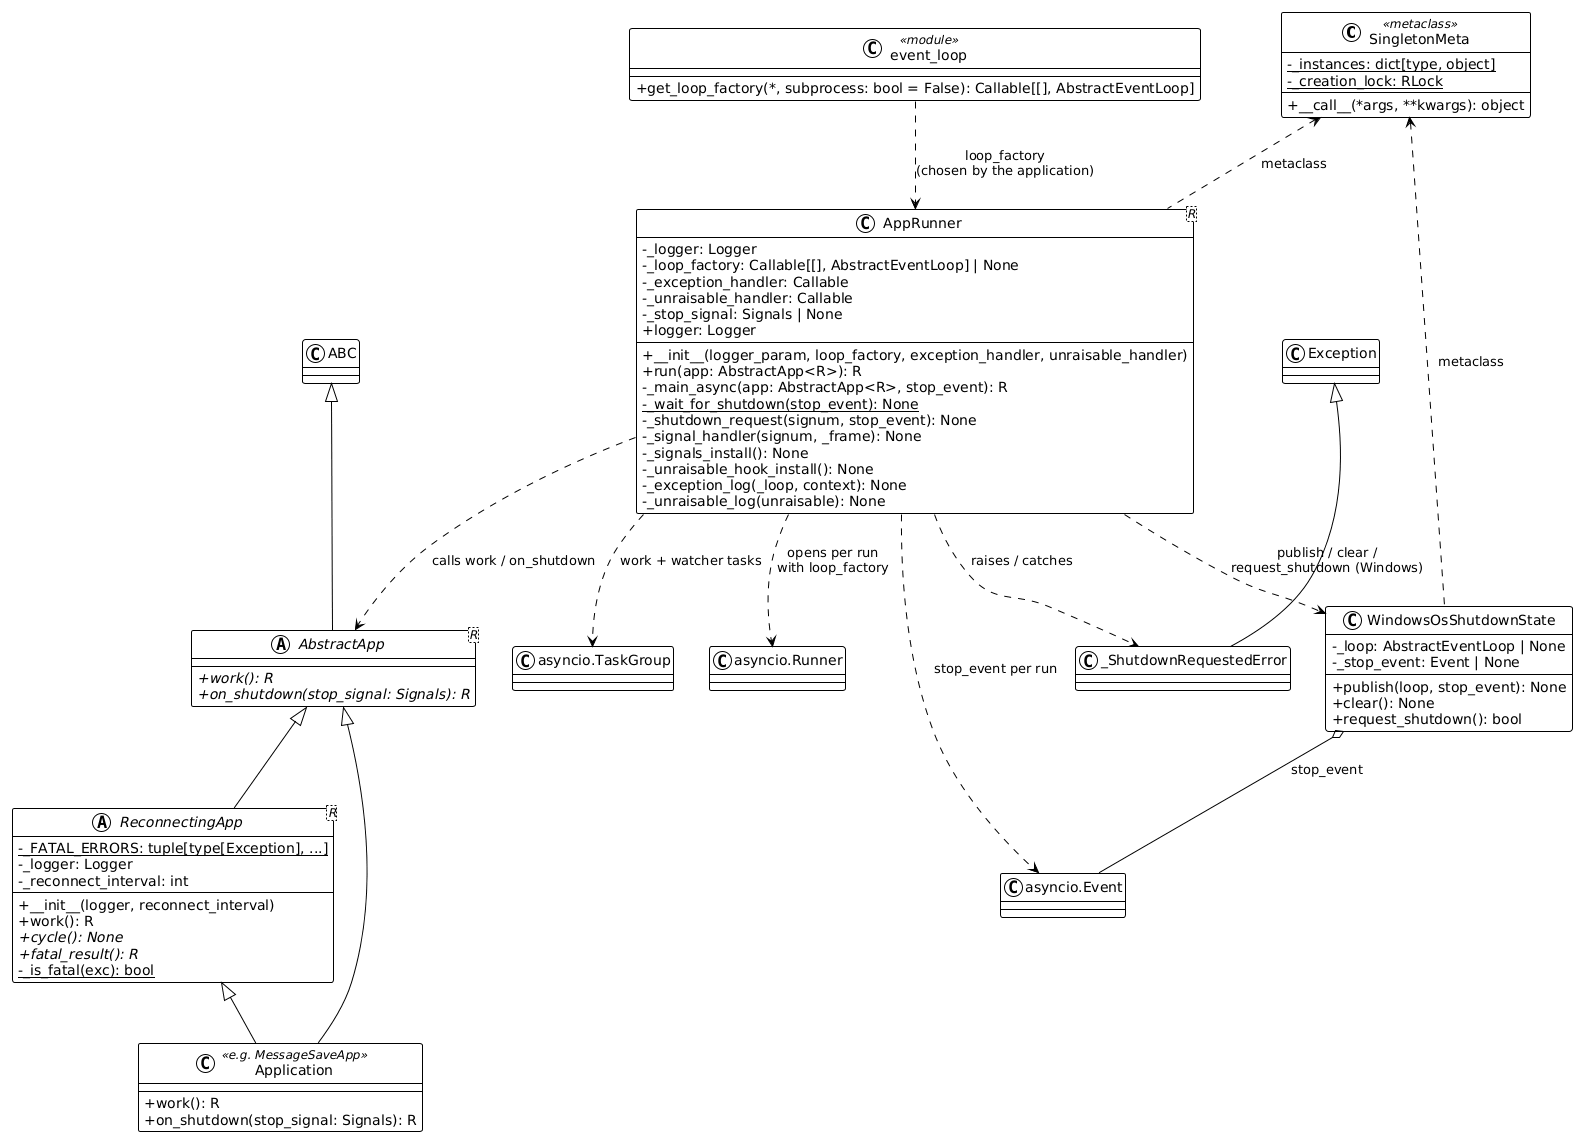 «module»
event_loop
+get_loop_factory(*, subprocess: bool = False): Callable[[], AbstractEventLoop]
«metaclass»
SingletonMeta
-_instances: dict[type, object]
-_creation_lock: RLock
+__call__(*args, **kwargs): object
loop_factory
(chosen by the application)
metaclass
AppRunner
R
-_logger: Logger
-_loop_factory: Callable[[], AbstractEventLoop] | None
-_exception_handler: Callable
-_unraisable_handler: Callable
-_stop_signal: Signals | None
+logger: Logger
+__init__(logger_param, loop_factory, exception_handler, unraisable_handler)
+run(app: AbstractApp<R>): R
-_main_async(app: AbstractApp<R>, stop_event): R
-_wait_for_shutdown(stop_event): None
-_shutdown_request(signum, stop_event): None
-_signal_handler(signum, _frame): None
-_signals_install(): None
-_unraisable_hook_install(): None
-_exception_log(_loop, context): None
-_unraisable_log(unraisable): None
ABC
Exception
metaclass
calls work / on_shutdown
work + watcher tasks
opens per run
with loop_factory
raises / catches
publish / clear /
request_shutdown (Windows)
AbstractApp
R
+work(): R
+on_shutdown(stop_signal: Signals): R
asyncio.TaskGroup
asyncio.Runner
stop_event per run
_ShutdownRequestedError
WindowsOsShutdownState
-_loop: AbstractEventLoop | None
-_stop_event: Event | None
+publish(loop, stop_event): None
+clear(): None
+request_shutdown(): bool
stop_event
ReconnectingApp
R
-_FATAL_ERRORS: tuple[type[Exception], ...]
-_logger: Logger
-_reconnect_interval: int
+__init__(logger, reconnect_interval)
+work(): R
+cycle(): None
+fatal_result(): R
-_is_fatal(exc): bool
asyncio.Event
«e.g. MessageSaveApp»
Application
+work(): R
+on_shutdown(stop_signal: Signals): R